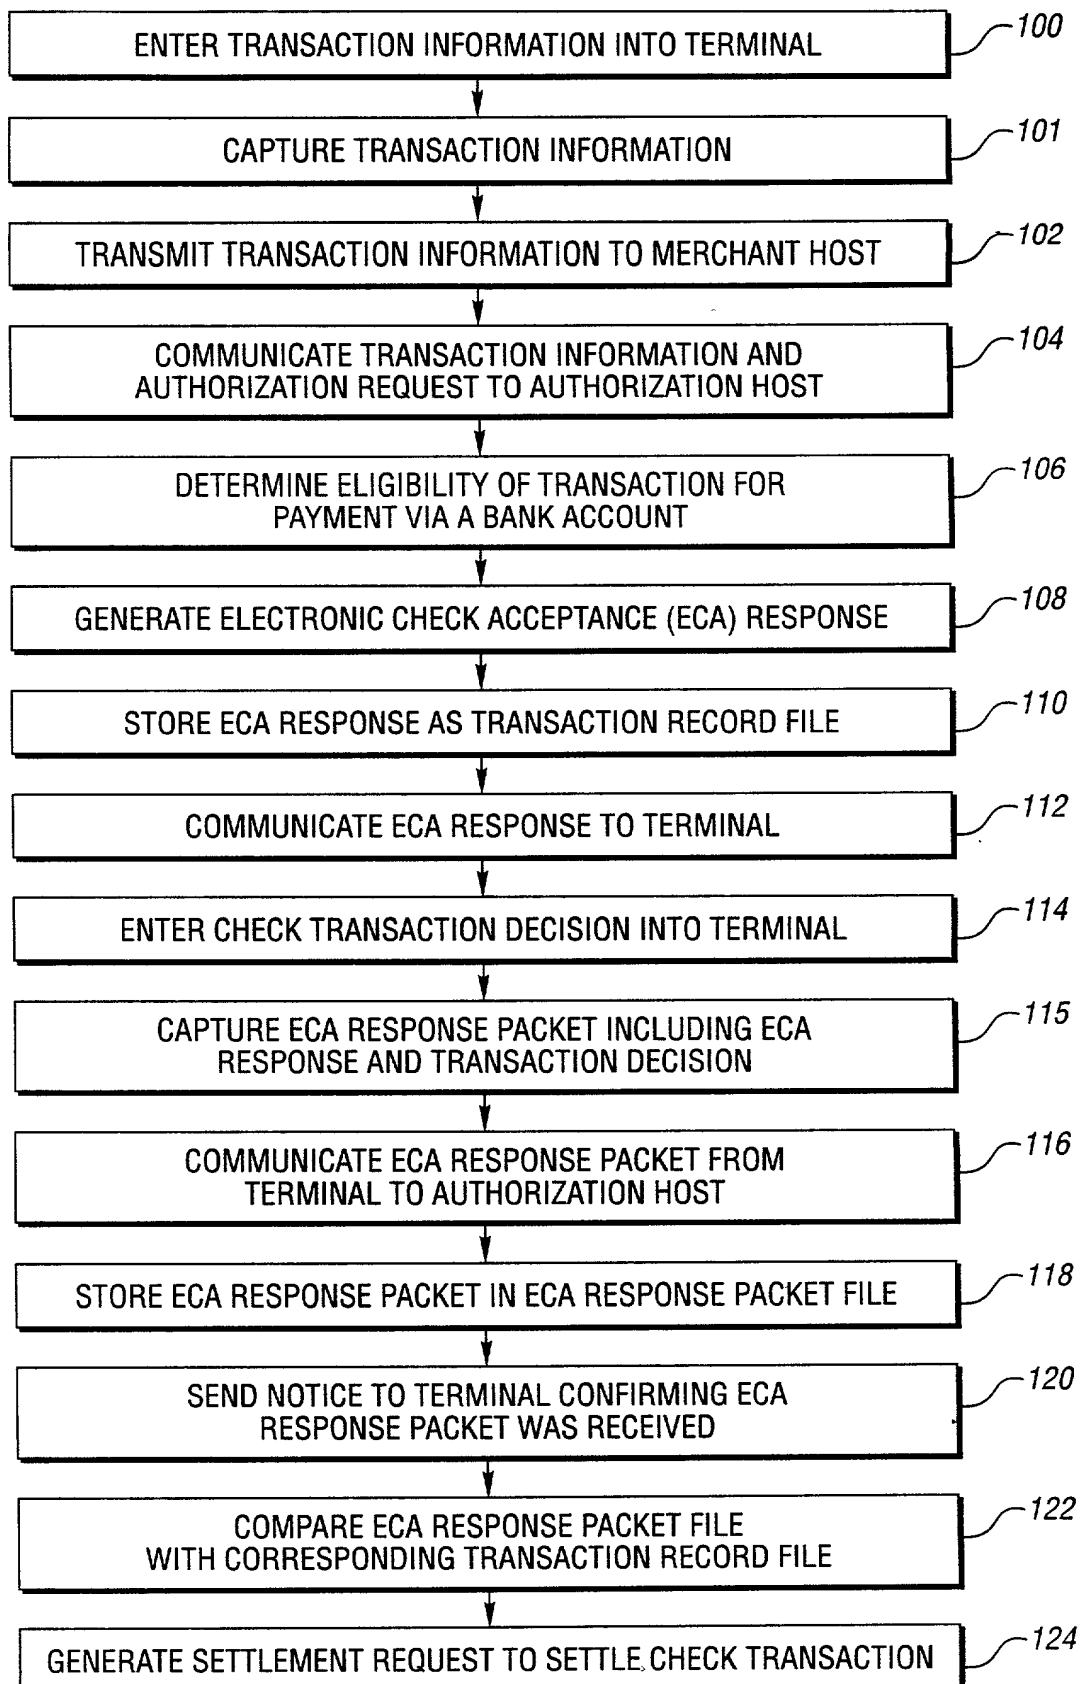 ENTER TRANSACTION INFORMATION INTO TERMINAL
100
CAPTURE TRANSACTION INFORMATION
101
TRANSMIT TRANSACTION INFORMATION TO MERCHANT HOST
102
COMMUNICATE TRANSACTION INFORMATION AND
AUTHORIZATION REQUEST TO AUTHORIZATION HOST
104
DETERMINE ELIGIBILITY OF TRANSACTION FOR
PAYMENT VIA A BANK ACCOUNT
106
GENERATE ELECTRONIC CHECK ACCEPTANCE (ECA) RESPONSE
108
STORE ECA RESPONSE AS TRANSACTION RECORD FILE
110
COMMUNICATE ECA RESPONSE TO TERMINAL
112
ENTER CHECK TRANSACTION DECISION INTO TERMINAL
114
CAPTURE ECA RESPONSE PACKET INCLUDING ECA
RESPONSE AND TRANSACTION DECISION
115
COMMUNICATE ECA RESPONSE PACKET FROM
TERMINAL TO AUTHORIZATION HOST
116
STORE ECA RESPONSE PACKET IN ECA RESPONSE PACKET FILE
118
SEND NOTICE TO TERMINAL CONFIRMING ECA
RESPONSE PACKET WAS RECEIVED
120
COMPARE ECA RESPONSE PACKET FILE
WITH CORRESPONDING TRANSACTION RECORD FILE
122
GENERATE SETTLEMENT REQUEST TO SETTLE CHECK TRANSACTION
124